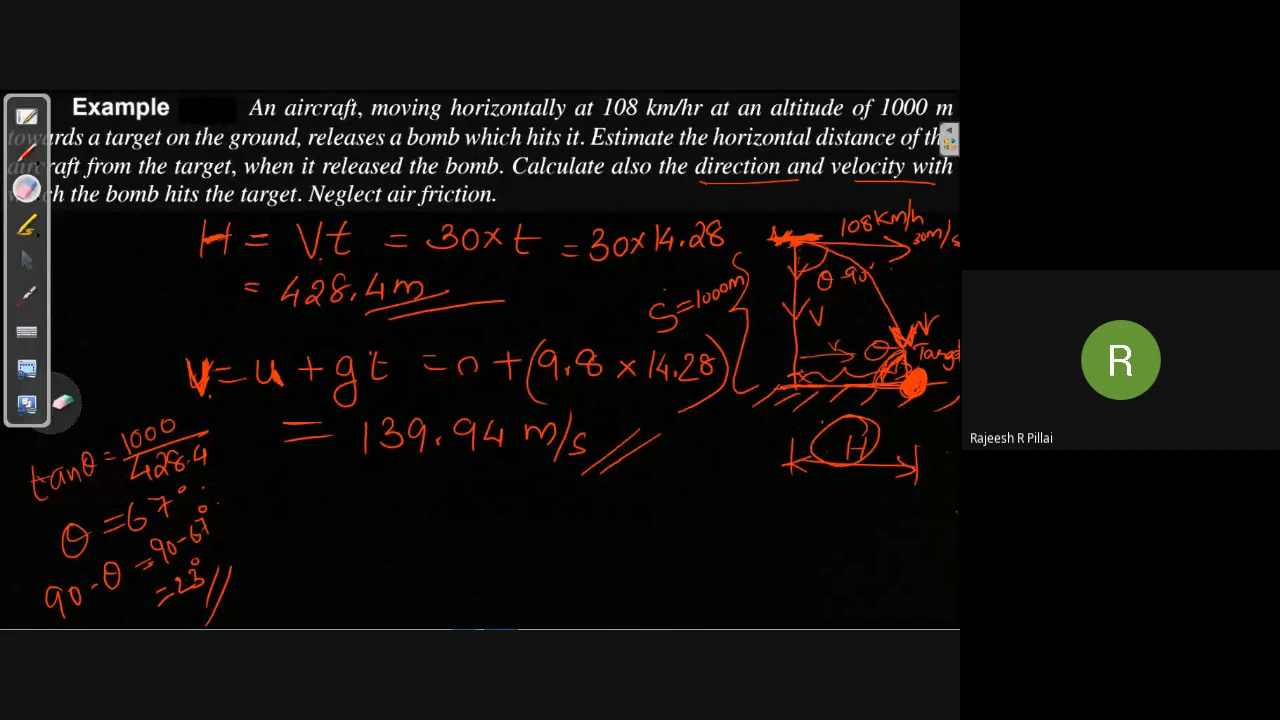 Example An aircraft, moving horizontally at 108 km/hr at an altitude of 1000 m
towards a target on the ground, releases a bomb which hits it. Estimate the horizontal distance of th
aircraft from the target, when it released the bomb. Calculate also the direction and velocity with
which the bomb hits the target. Neglect air friction.
H = Vt = 30×t = 30×14.28
= 428.4m
V = u + gt = 0 + (9.8 × 14.28)
= 139.94 m/s
tanθ = 1000/428.4
θ = 67°
90-θ = 90-67°
= 23°
108 Km/h
30m/s
θ-90°
S = 1000m
V
V
θ
Targ
H
R
Rajeesh R Pillai